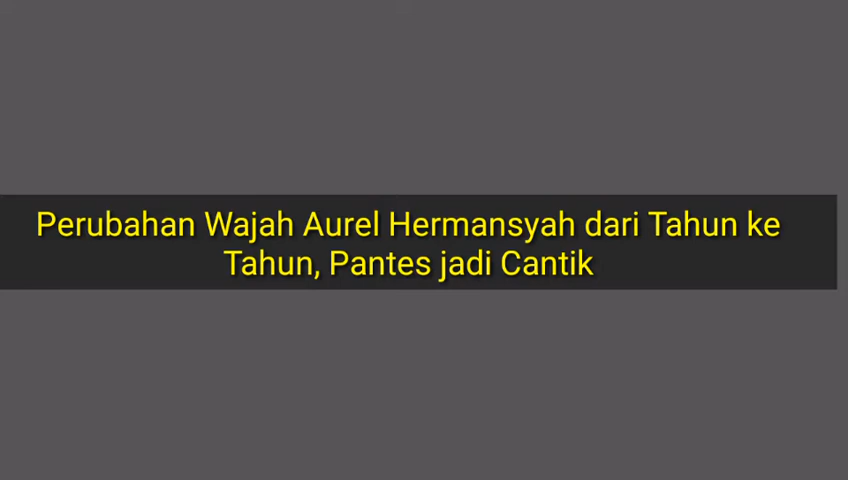 Perubahan Wajah Aurel Hermansyah dari Tahun ke
Tahun, Pantes jadi Cantik